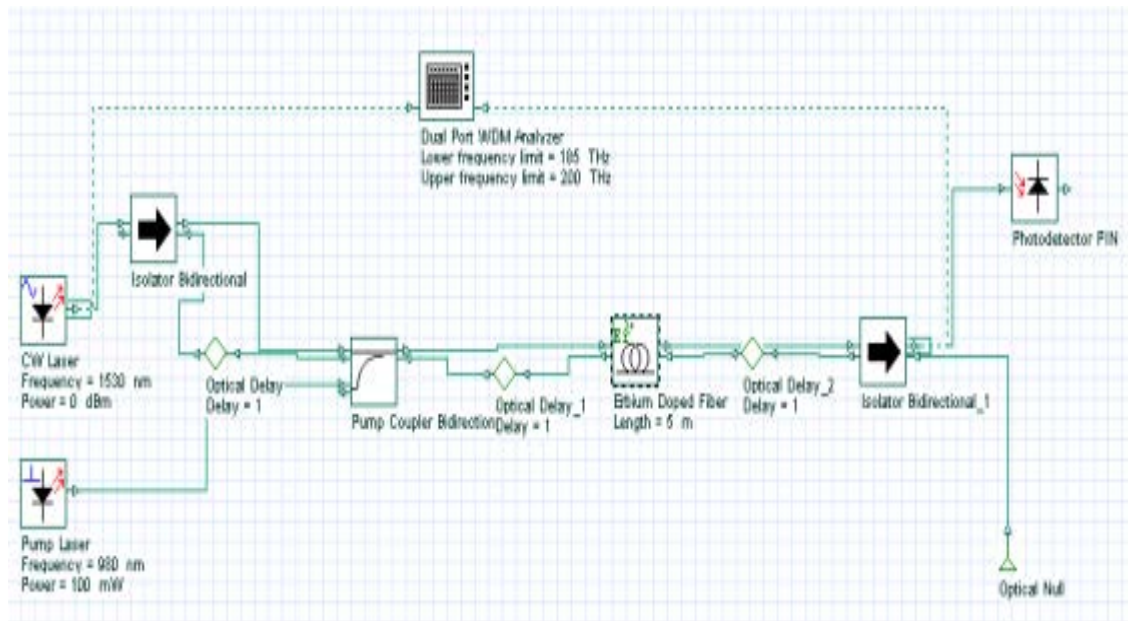 Dual Port WDM Analyzer
Lower frequency limit = 185 THz
Upper frequency limit = 200 THz
Photodetector PIN
Isolator Bidirectional
CW Laser
Frequency = 1530 nm
Power = 0 dBm
Optical Delay
Delay = 1
Pump Coupler Bidirection
Optical Delay_1
Delay = 1
Erbium Doped Fiber
Length = 5 m
Optical Delay_2
Delay = 1
Isolator Bidirectional_1
Pump Laser
Frequency = 980 nm
Power = 100 mW
Optical Null